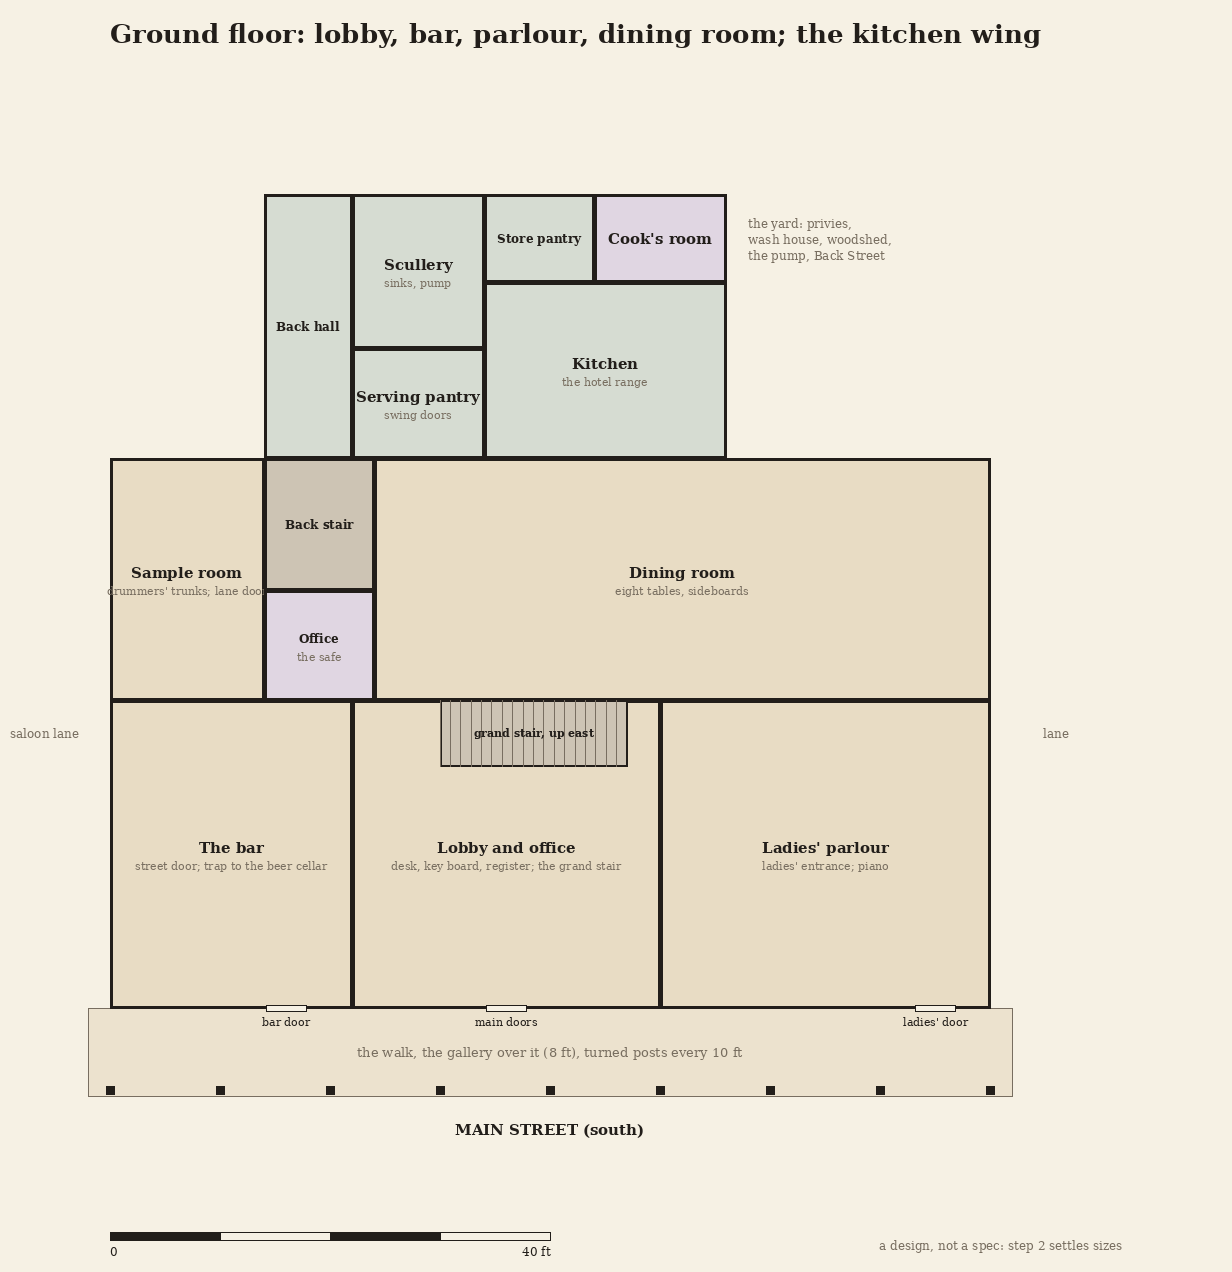 Ground floor: lobby, bar, parlour, dining room; the kitchen wing
the yard: privies,
wash house, woodshed,
the pump, Back Street
Store pantry
Cook's room
Scullery
sinks, pump
Back hall
Kitchen
the hotel range
Serving pantry
swing doors
Back stair
Sample room
drummers' trunks; lane door
Dining room
eight tables, sideboards
Office
the safe
saloon lane
grand stair, up east
lane
The bar
street door; trap to the beer cellar
Lobby and office
desk, key board, register; the grand stair
Ladies' parlour
ladies' entrance; piano
bar door
main doors
ladies' door
the walk, the gallery over it (8 ft), turned posts every 10 ft
MAIN STREET (south)
0
40 ft
a design, not a spec: step 2 settles sizes